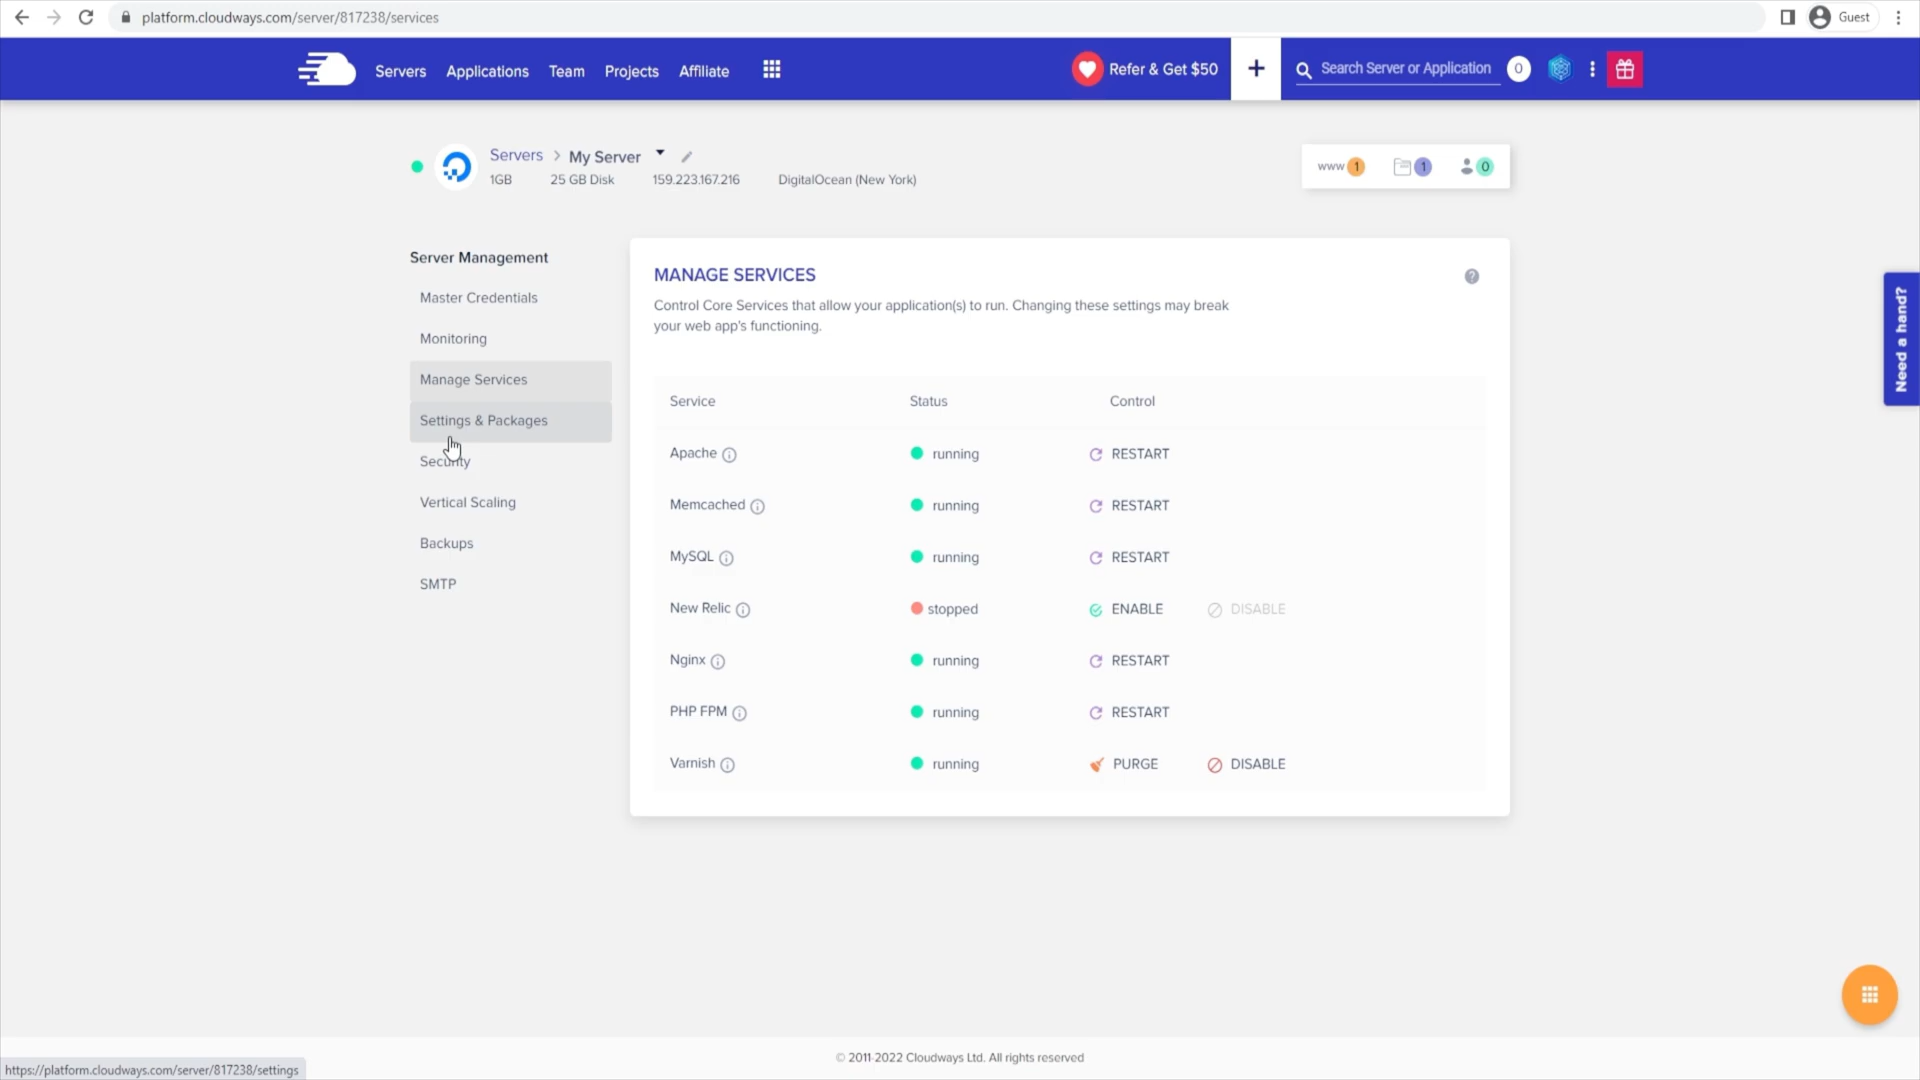 platform.cloudways.com/server/817238/services
Guest
Servers Applications Team Projects Affiliate
Refer & Get $50
+
Search Server or Application
0
Servers > My Server
1GB 25 GB Disk 159.223.167.216 DigitalOcean (New York)
www 1 1 0
Server Management
Master Credentials
Monitoring
Manage Services
Settings & Packages
Security
Vertical Scaling
Backups
SMTP
MANAGE SERVICES
?
Control Core Services that allow your application(s) to run. Changing these settings may break
your web app's functioning.
Service Status Control
Apache running RESTART
Memcached running RESTART
MySQL running RESTART
New Relic stopped ENABLE DISABLE
Nginx running RESTART
PHP FPM running RESTART
Varnish running PURGE DISABLE
Need a hand?
© 2011-2022 Cloudways Ltd. All rights reserved
https://platform.cloudways.com/server/817238/settings